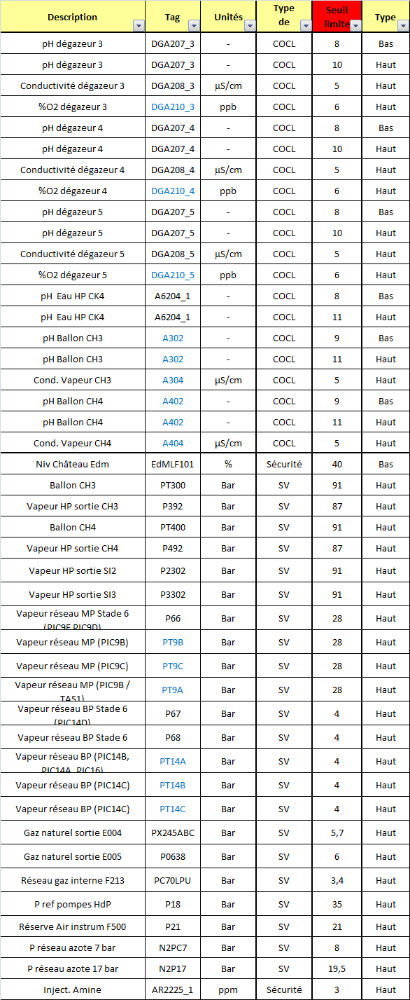 Description Tag Unités Type de Seuil limite Type
pH dégazeur 3 DGA207_3 - COCL 8 Bas
pH dégazeur 3 DGA207_3 - COCL 10 Haut
Conductivité dégazeur 3 DGA208_3 µS/cm COCL 5 Haut
%O2 dégazeur 3 DGA210_3 ppb COCL 6 Haut
pH dégazeur 4 DGA207_4 - COCL 8 Bas
pH dégazeur 4 DGA207_4 - COCL 10 Haut
Conductivité dégazeur 4 DGA208_4 µS/cm COCL 5 Haut
%O2 dégazeur 4 DGA210_4 ppb COCL 6 Haut
pH dégazeur 5 DGA207_5 - COCL 8 Bas
pH dégazeur 5 DGA207_5 - COCL 10 Haut
Conductivité dégazeur 5 DGA208_5 µS/cm COCL 5 Haut
%O2 dégazeur 5 DGA210_5 ppb COCL 6 Haut
pH Eau HP CK4 A6204_1 - COCL 8 Bas
pH Eau HP CK4 A6204_1 - COCL 11 Haut
pH Ballon CH3 A302 - COCL 9 Bas
pH Ballon CH3 A302 - COCL 11 Haut
Cond. Vapeur CH3 A304 µS/cm COCL 5 Haut
pH Ballon CH4 A402 - COCL 9 Bas
pH Ballon CH4 A402 - COCL 11 Haut
Cond. Vapeur CH4 A404 µS/cm COCL 5 Haut
Niv Château Edm EdMLF101 % Sécurité 40 Bas
Ballon CH3 PT300 Bar SV 91 Haut
Vapeur HP sortie CH3 P392 Bar SV 87 Haut
Ballon CH4 PT400 Bar SV 91 Haut
Vapeur HP sortie CH4 P492 Bar SV 87 Haut
Vapeur HP sortie SI2 P2302 Bar SV 91 Haut
Vapeur HP sortie SI3 P3302 Bar SV 91 Haut
Vapeur réseau MP Stade 6 (PIC9E PIC9D) P66 Bar SV 28 Haut
Vapeur réseau MP (PIC9B) PT9B Bar SV 28 Haut
Vapeur réseau MP (PIC9C) PT9C Bar SV 28 Haut
Vapeur réseau MP (PIC9B / TAS1) PT9A Bar SV 28 Haut
Vapeur réseau BP Stade 6 (PIC14D) P67 Bar SV 4 Haut
Vapeur réseau BP Stade 6 P68 Bar SV 4 Haut
Vapeur réseau BP (PIC14B, PIC14A, PIC16) PT14A Bar SV 4 Haut
Vapeur réseau BP (PIC14C) PT14B Bar SV 4 Haut
Vapeur réseau BP (PIC14C) PT14C Bar SV 4 Haut
Gaz naturel sortie E004 PX245ABC Bar SV 5,7 Haut
Gaz naturel sortie E005 P0638 Bar SV 6 Haut
Réseau gaz interne F213 PC70LPU Bar SV 3,4 Haut
P ref pompes HdP P18 Bar SV 35 Haut
Réserve Air instrum F500 P21 Bar SV 21 Haut
P réseau azote 7 bar N2PC7 Bar SV 8 Haut
P réseau azote 17 bar N2P17 Bar SV 19,5 Haut
Inject. Amine AR2225_1 ppm Sécurité 3 Haut